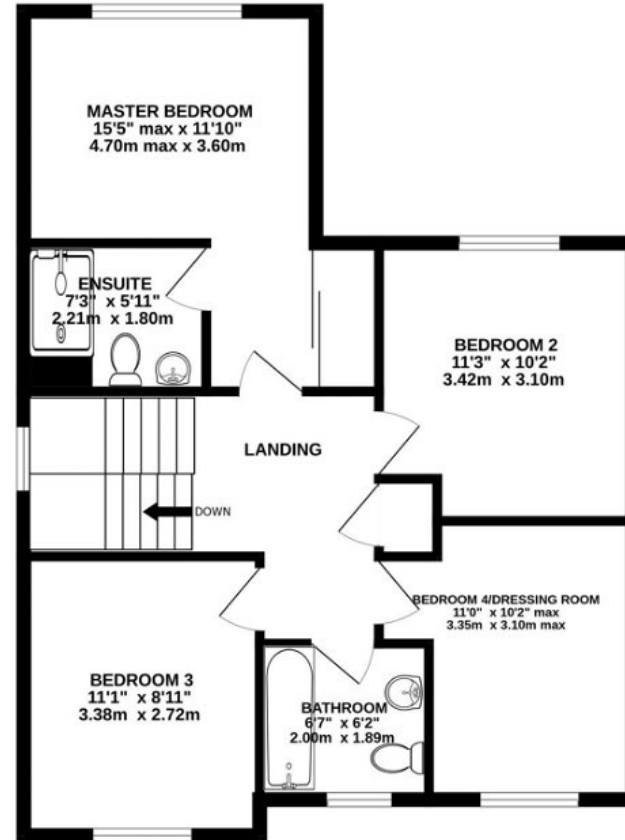 MASTER BEDROOM
15'5" max x 11'10"
4.70m max x 3.60m
ENSUITE
7'3" x 5'11"
2.21m x 1.80m
BEDROOM 2
11'3" x 10'2"
3.42m x 3.10m
LANDING
DOWN
BEDROOM 4/DRESSING ROOM
11'0" x 10'2" max
3.35m x 3.10m max
BEDROOM 3
11'1" x 8'11"
3.38m x 2.72m
BATHROOM
6'7" x 6'2"
2.00m x 1.89m